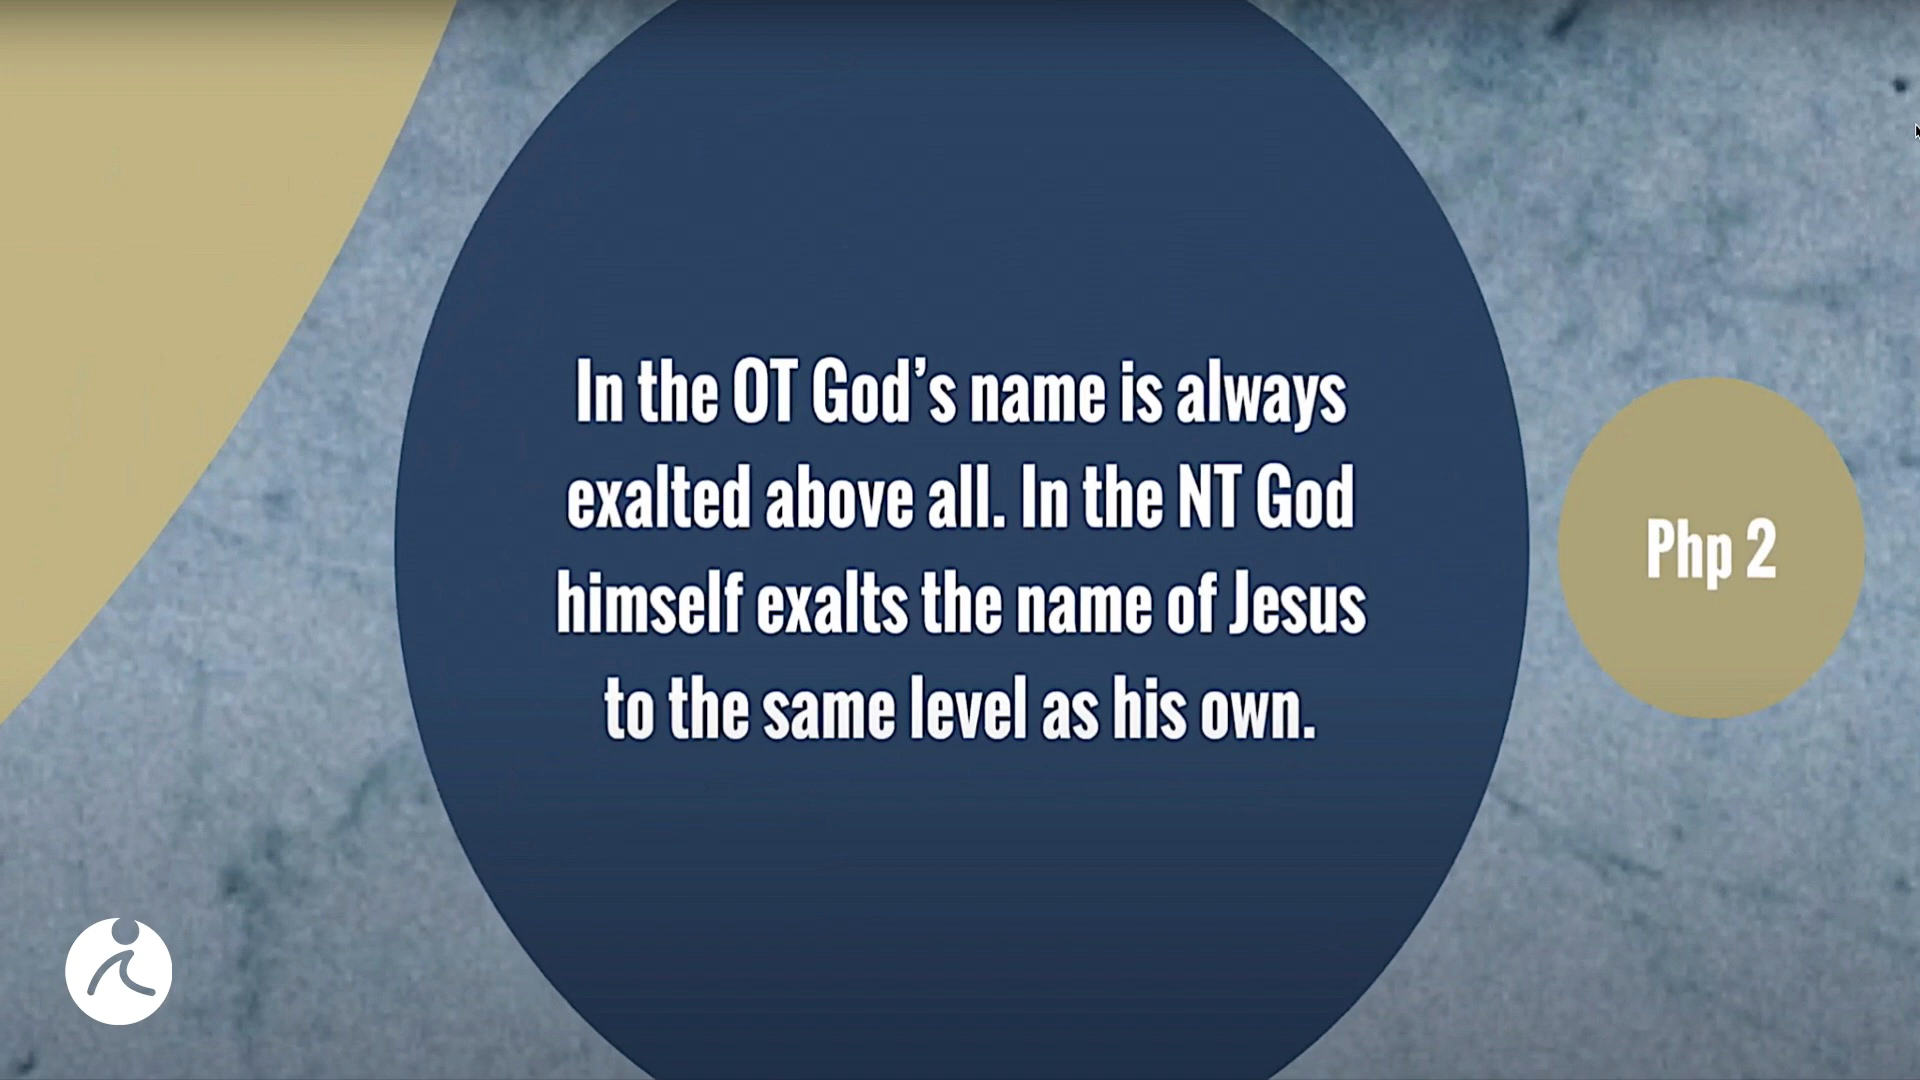 In the OT God’s name is always
exalted above all. In the NT God
himself exalts the name of Jesus
to the same level as his own.
Php 2